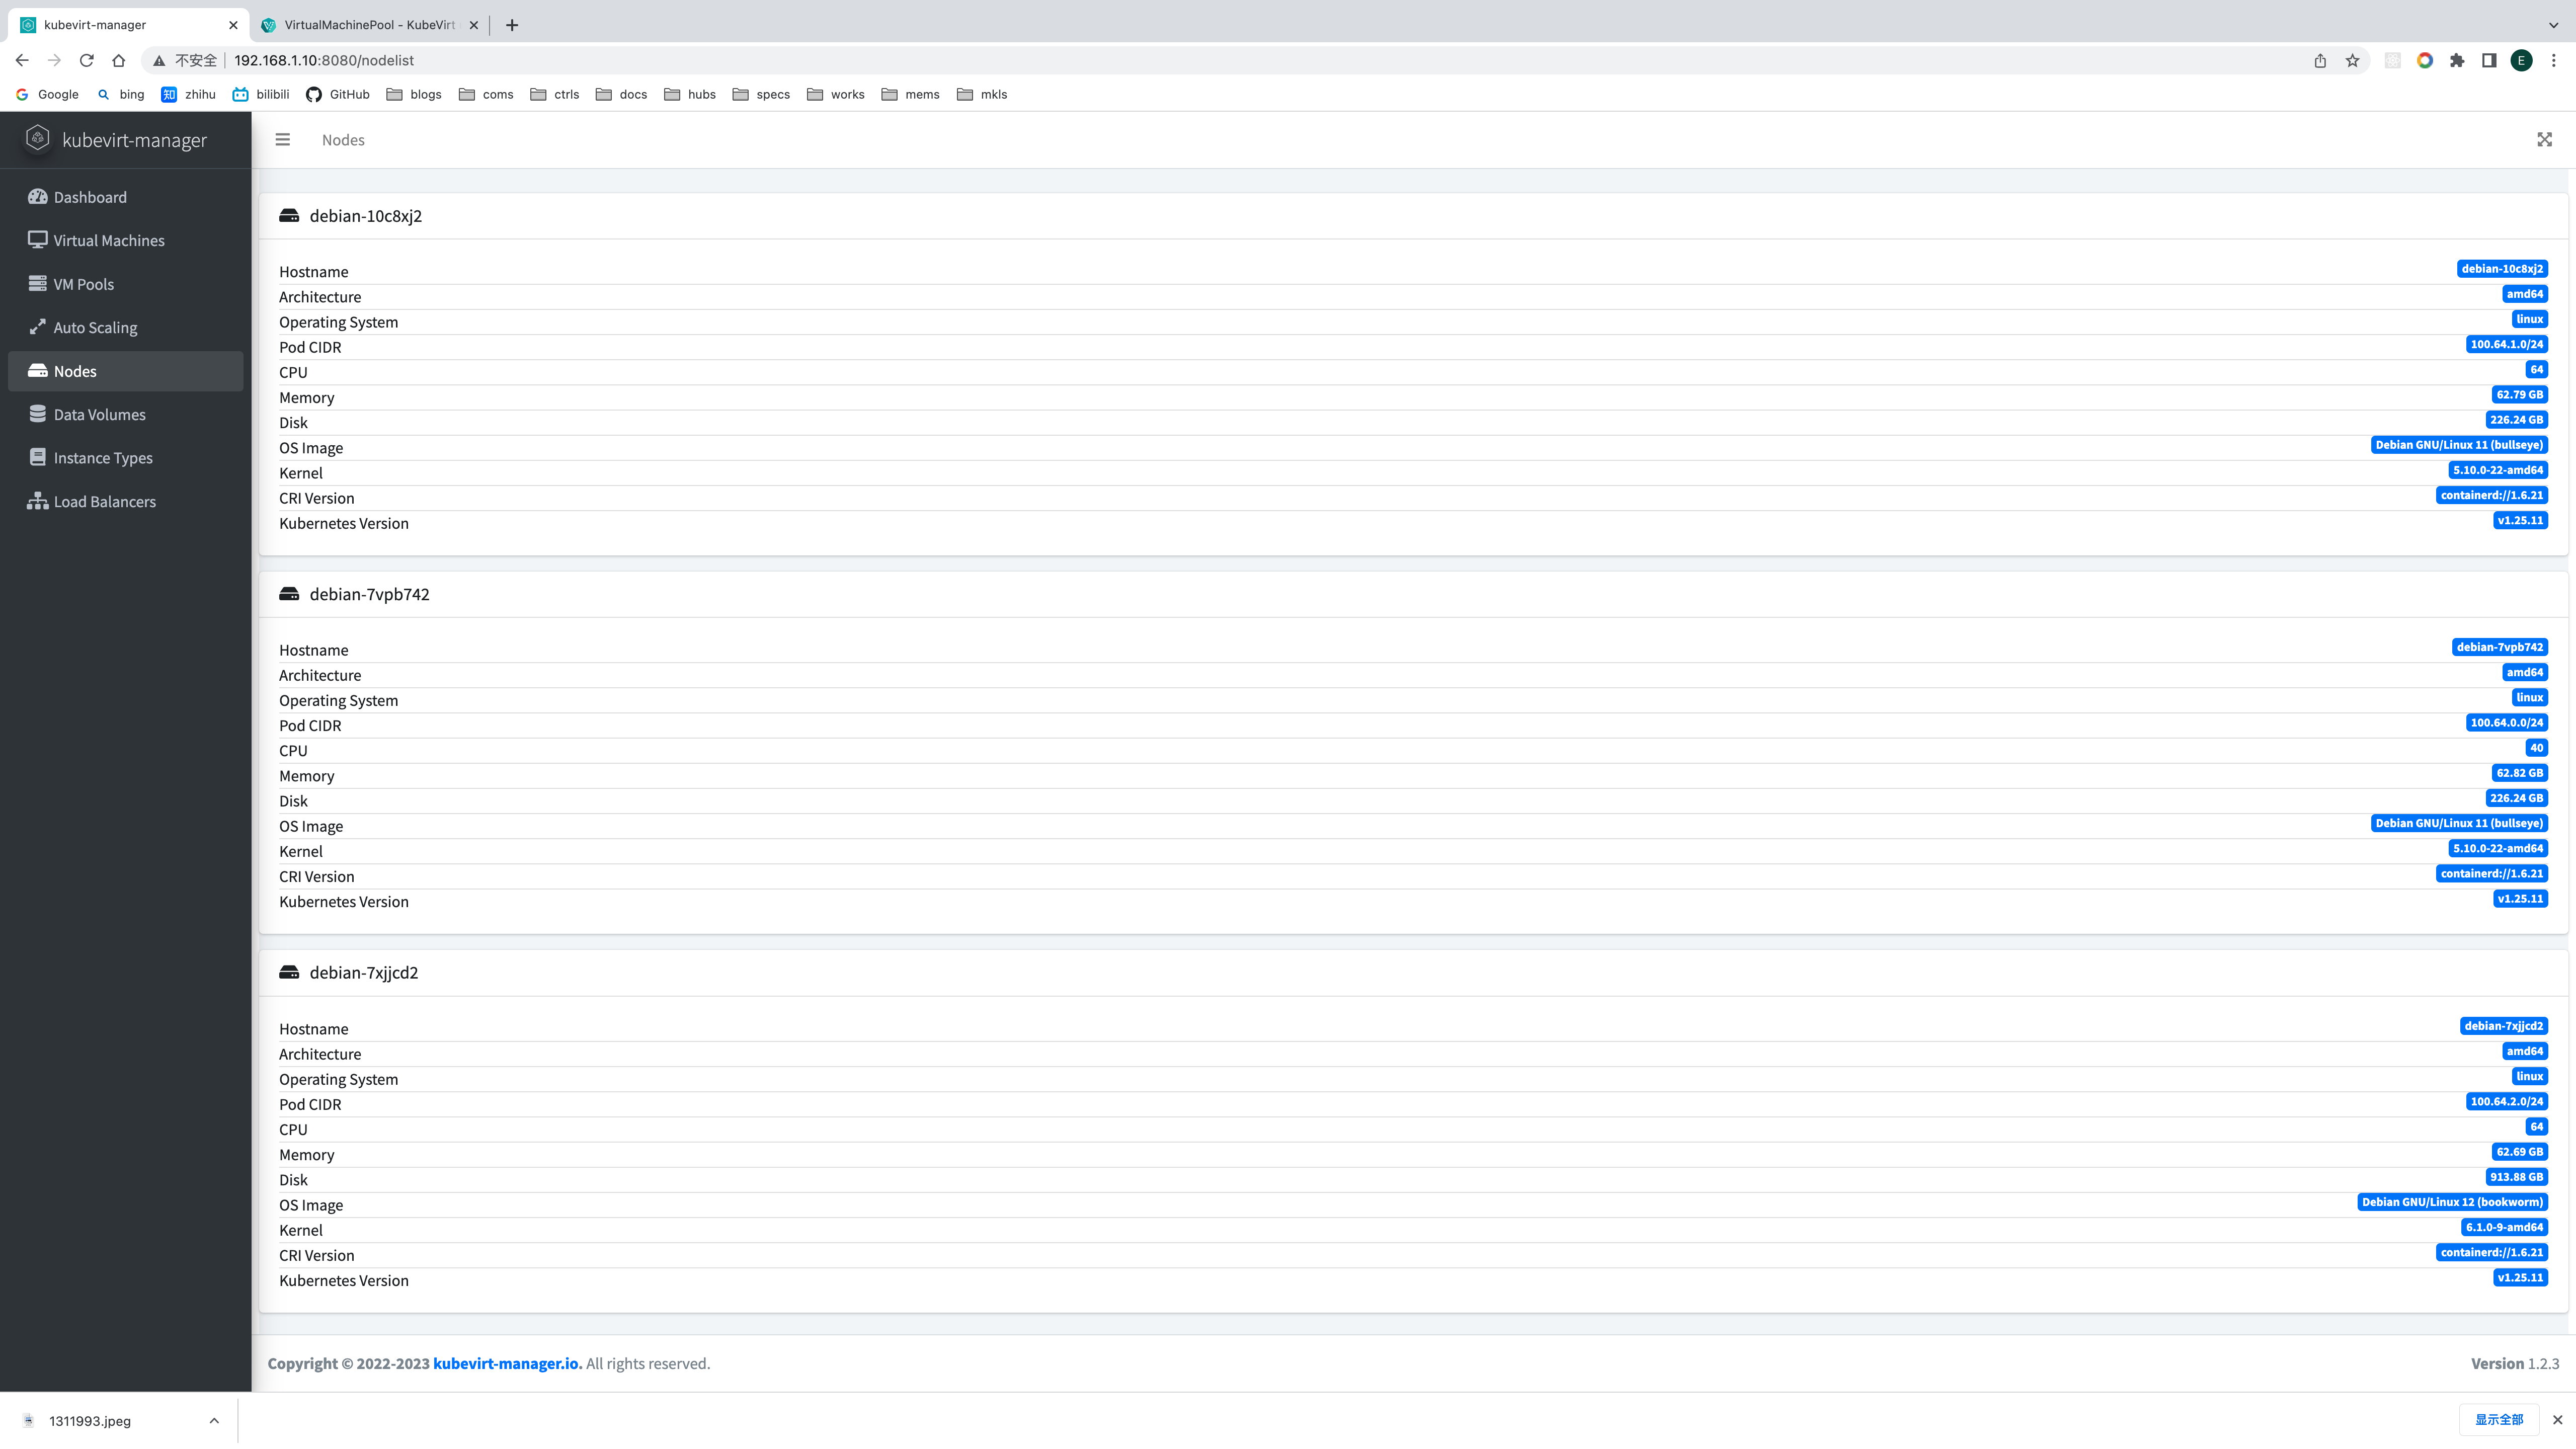 kubevirt-manager
VirtualMachinePool - KubeVirt
不安全 192.168.1.10:8080/nodelist
E
Google bing 知 zhihu bilibili GitHub blogs coms ctrls docs hubs specs works mems mkls
kubevirt-manager
Nodes
Dashboard
Virtual Machines
VM Pools
Auto Scaling
Nodes
Data Volumes
Instance Types
Load Balancers
debian-10c8xj2
Hostname debian-10c8xj2
Architecture amd64
Operating System linux
Pod CIDR 100.64.1.0/24
CPU 64
Memory 62.79 GB
Disk 226.24 GB
OS Image Debian GNU/Linux 11 (bullseye)
Kernel 5.10.0-22-amd64
CRI Version containerd://1.6.21
Kubernetes Version v1.25.11
debian-7vpb742
Hostname debian-7vpb742
Architecture amd64
Operating System linux
Pod CIDR 100.64.0.0/24
CPU 40
Memory 62.82 GB
Disk 226.24 GB
OS Image Debian GNU/Linux 11 (bullseye)
Kernel 5.10.0-22-amd64
CRI Version containerd://1.6.21
Kubernetes Version v1.25.11
debian-7xjjcd2
Hostname debian-7xjjcd2
Architecture amd64
Operating System linux
Pod CIDR 100.64.2.0/24
CPU 64
Memory 62.69 GB
Disk 913.88 GB
OS Image Debian GNU/Linux 12 (bookworm)
Kernel 6.1.0-9-amd64
CRI Version containerd://1.6.21
Kubernetes Version v1.25.11
Copyright © 2022-2023 kubevirt-manager.io. All rights reserved.
Version 1.2.3
1311993.jpeg
显示全部